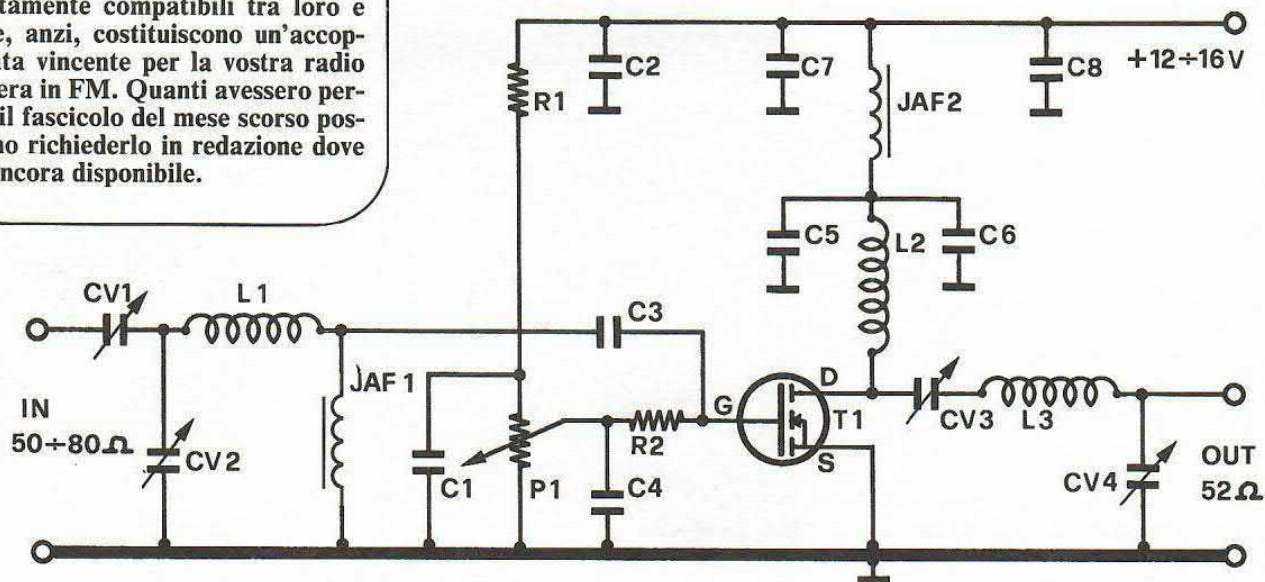 tamente compatibili tra loro e
, anzi, costituiscono un'accop-
ta vincente per la vostra radio
era in FM. Quanti avessero per-
il fascicolo del mese scorso pos-
no richiederlo in redazione dove
ncora disponibile.
R1
C2
C7
JAF2
C8
+12÷16V
C5
L2
C6
CV1
L1
C3
JAF1
IN
50÷80Ω
CV2
C1
P1
C4
R2
G
D
T1
S
CV3
L3
CV4
OUT
52Ω